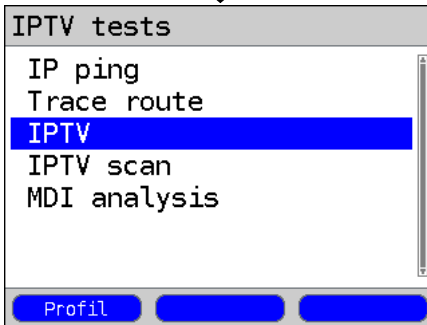 IPTV tests
IP ping
Trace route
IPTV
IPTV scan
MDI analysis
Profil